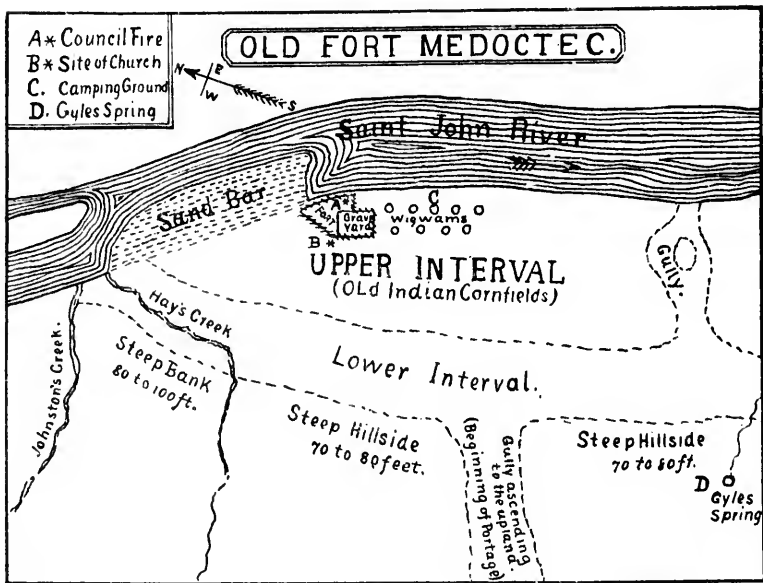 A* Council Fire
B* Site of Church
C. Camping Ground
D. Gyles Spring
OLD FORT MEDOCTEC.
N
E
W
S
Saint John River
Sand Bar
A*
Fort
Grave
Yard
B*
C
Wigwams
UPPER INTERVAL
(OLd Indian Cornfields)
Gully.
Hay's Creek
Johnston's Creek.
Steep Bank
80 to 100 ft.
Lower Interval.
Steep Hillside
70 to 80 feet.
Gully ascending
to the upland.
(Beginning of Portage)
Steep Hillside
70 to 80ft.
D
Gyles
Spring